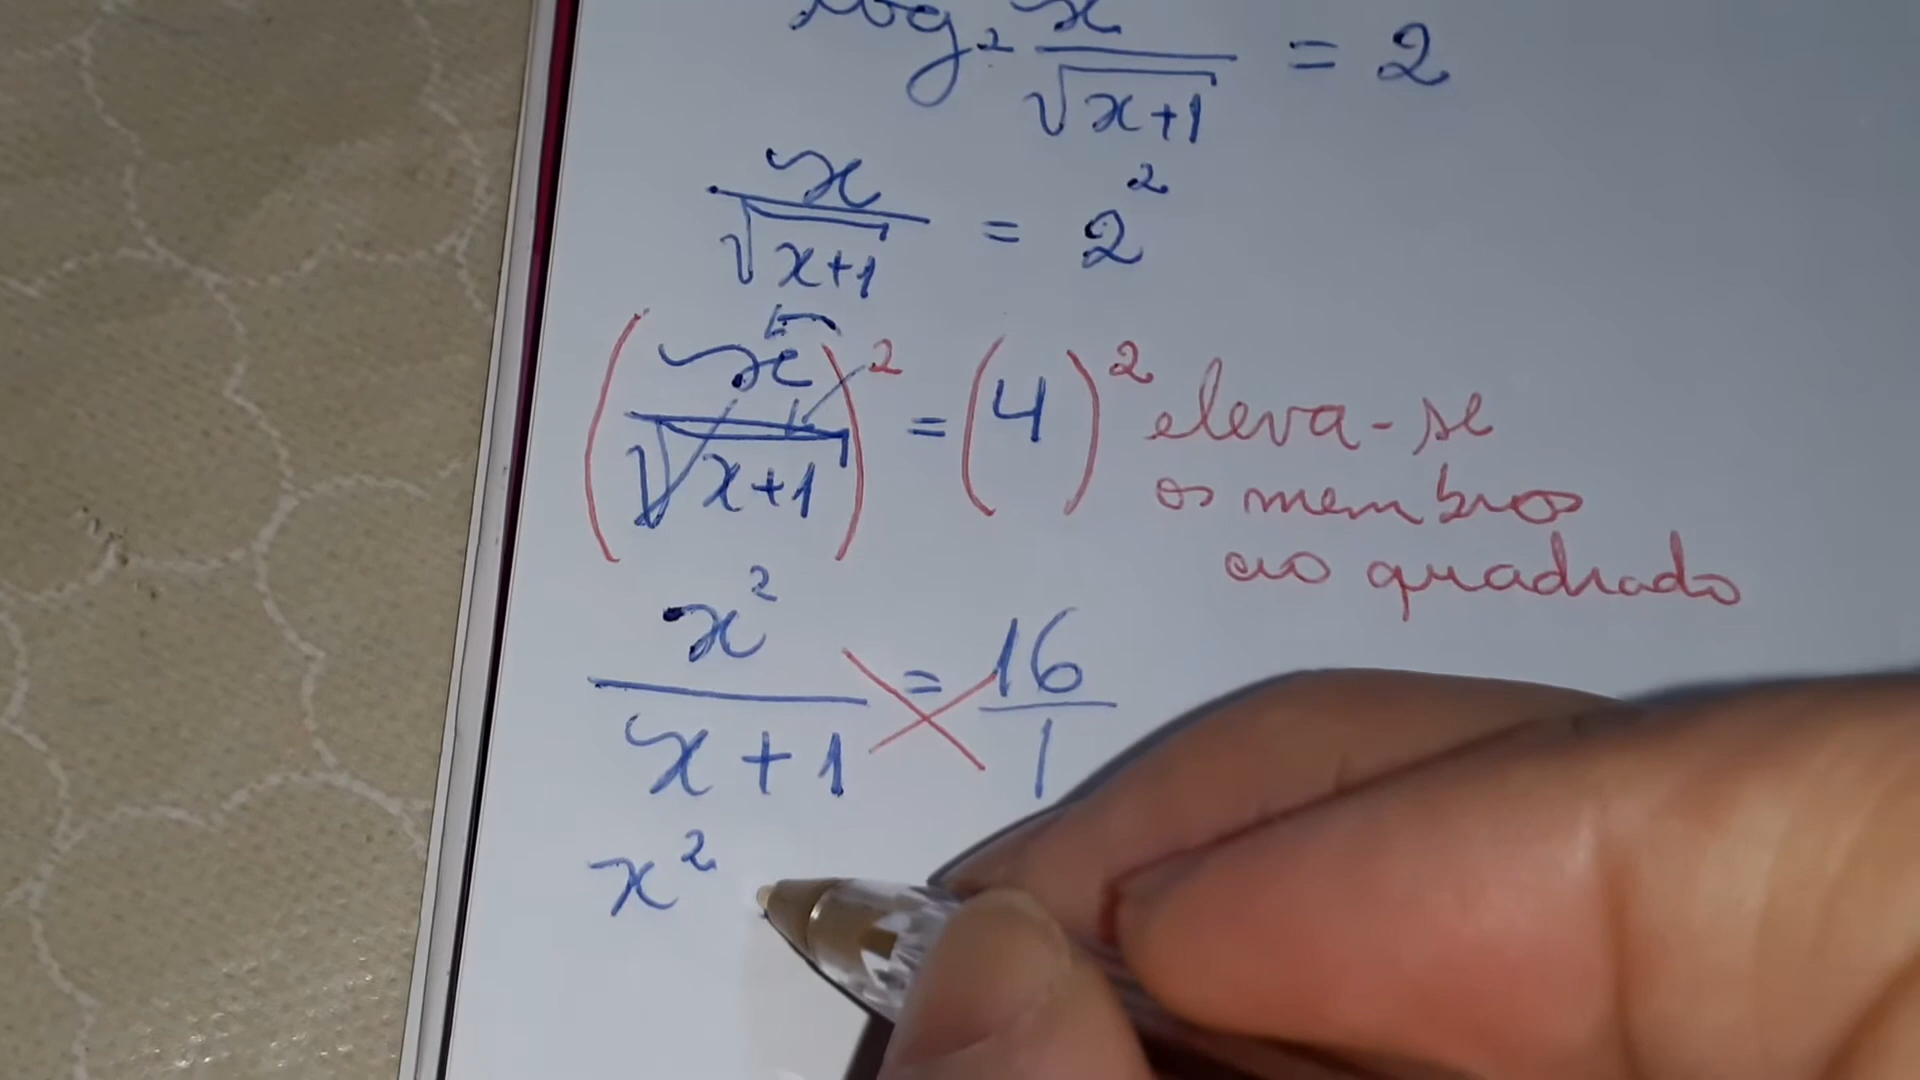 log₂ x/√(x+1) = 2
x/√(x+1) = 2²
(x/√(x+1))² = (4)² eleva-se
os membros
ao quadrado
x²/(x+1) = 16/1
x²